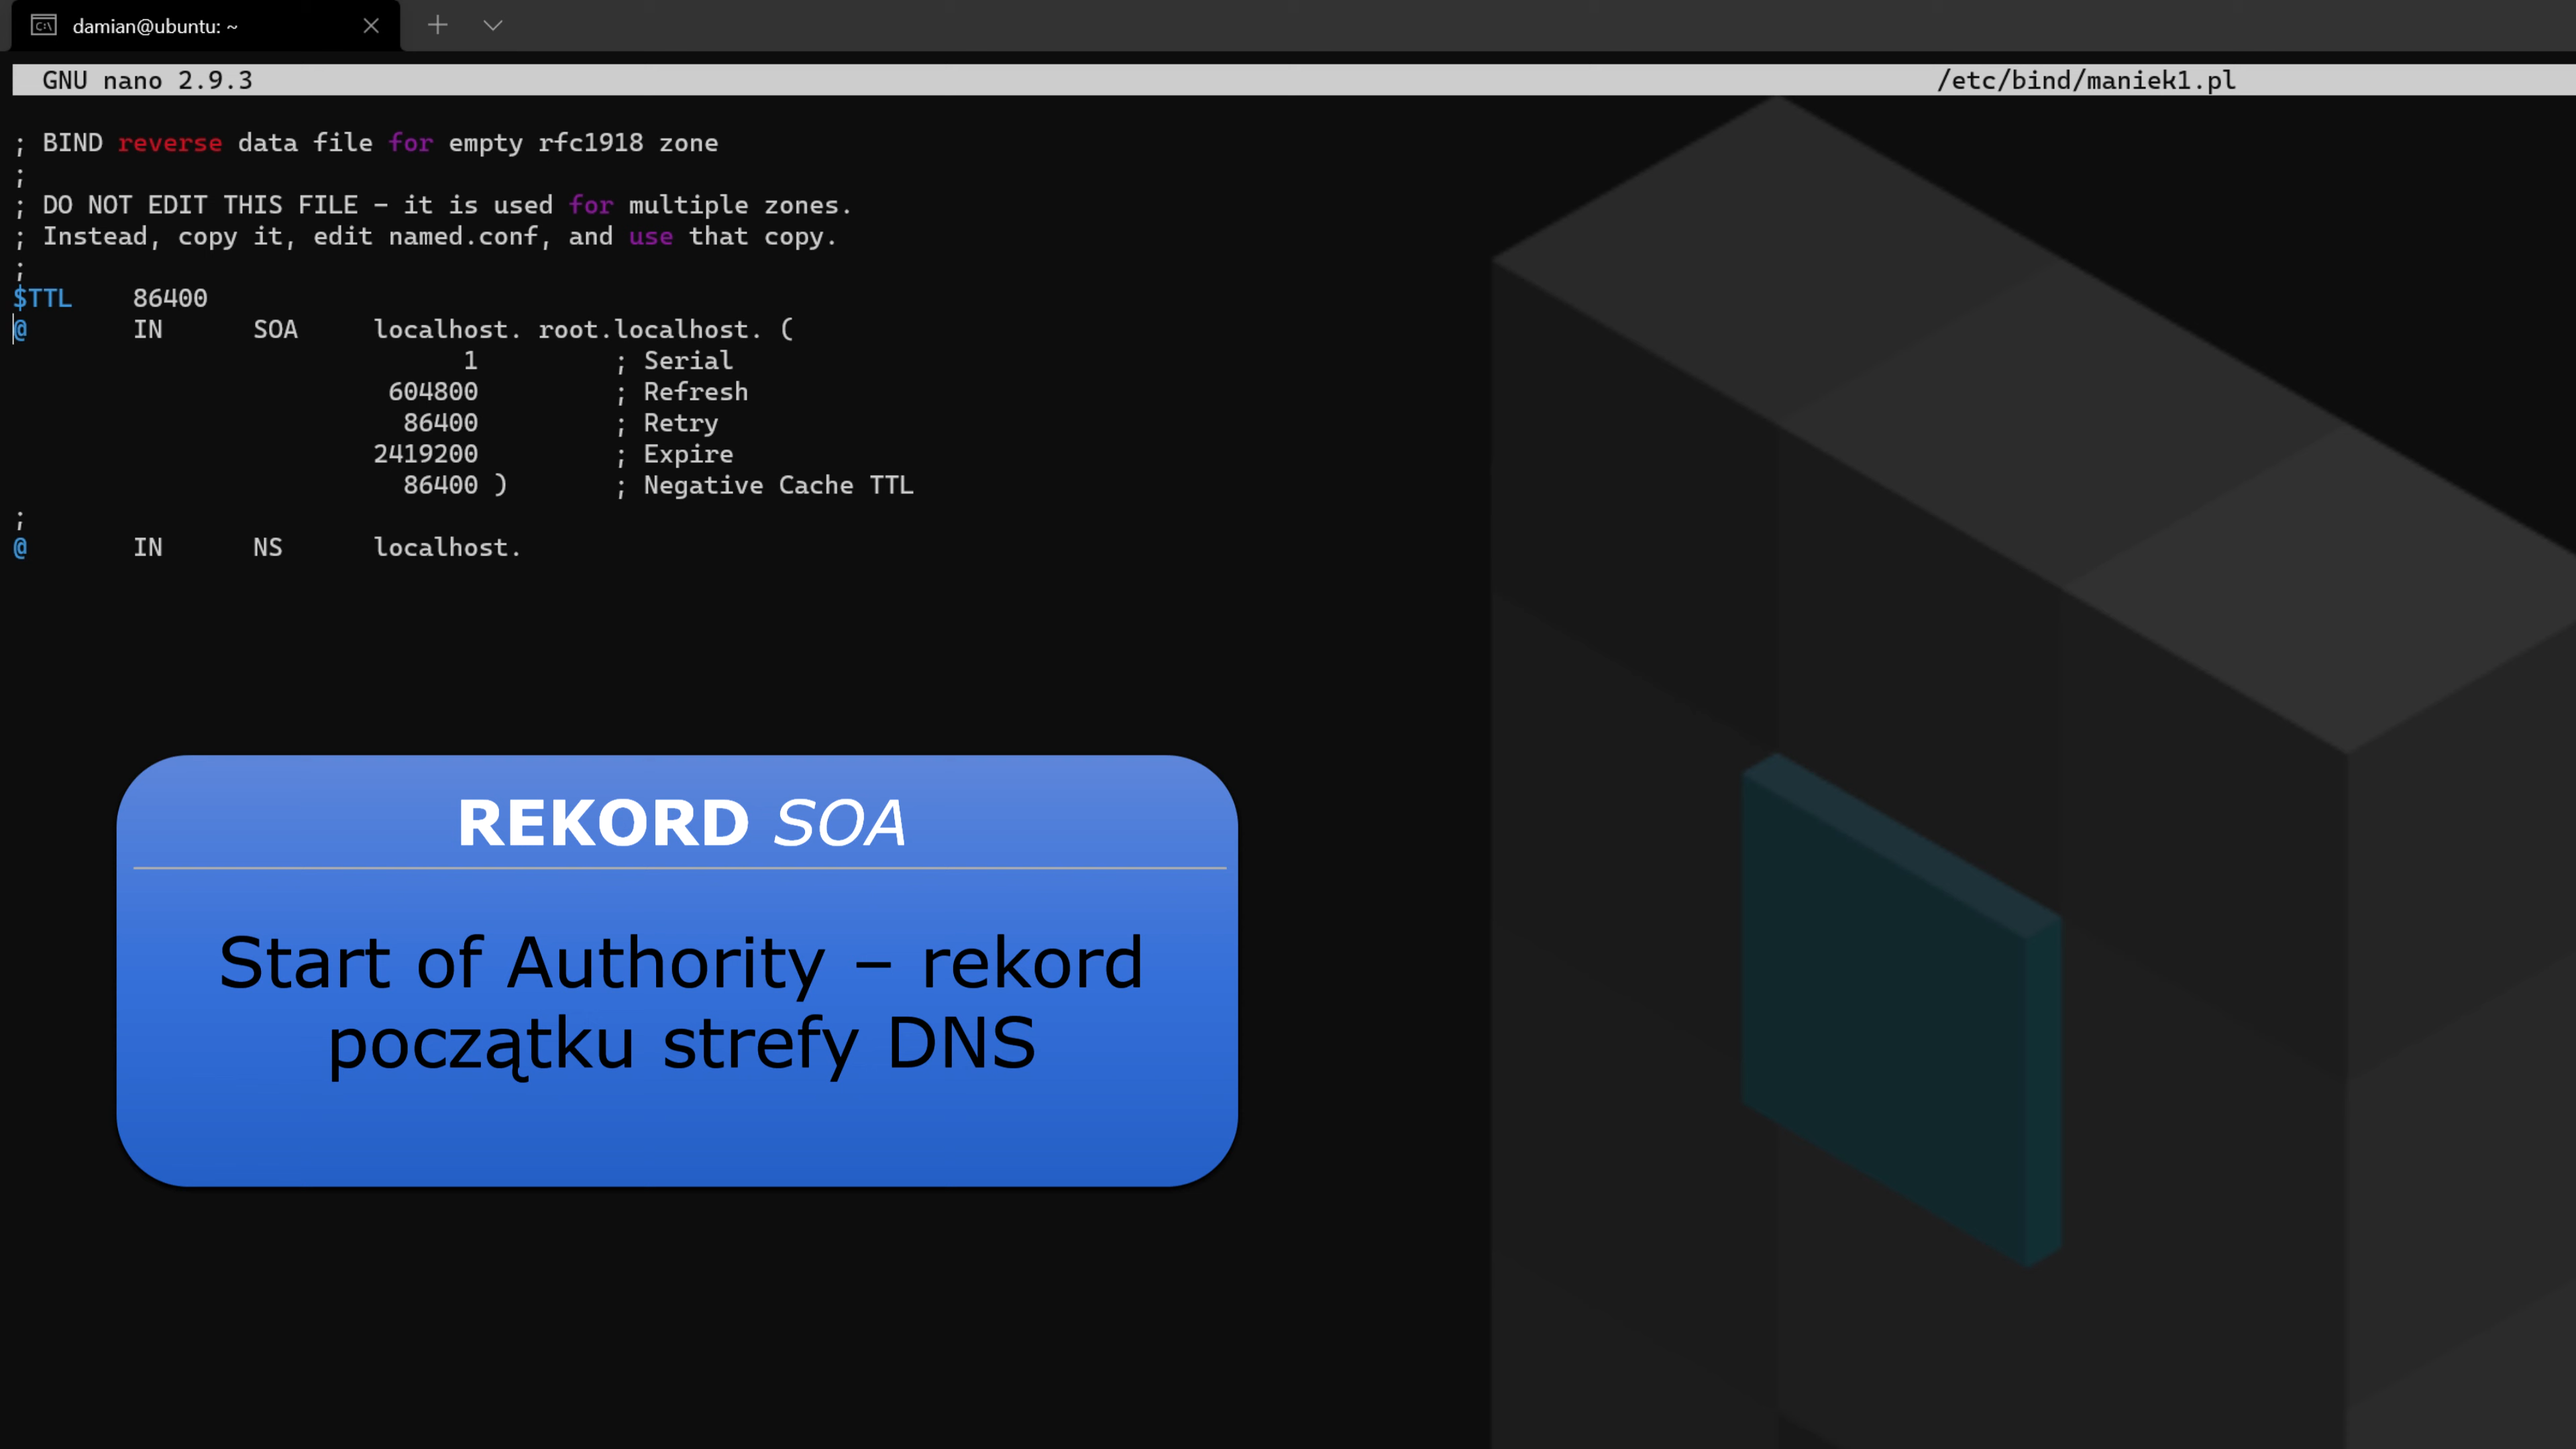 damian@ubuntu: ~
GNU nano 2.9.3 /etc/bind/maniek1.pl
; BIND reverse data file for empty rfc1918 zone
;
; DO NOT EDIT THIS FILE - it is used for multiple zones.
; Instead, copy it, edit named.conf, and use that copy.
;
$TTL 86400
@ IN SOA localhost. root.localhost. (
1 ; Serial
604800 ; Refresh
86400 ; Retry
2419200 ; Expire
86400 ) ; Negative Cache TTL
;
@ IN NS localhost.
REKORD SOA
Start of Authority – rekord
początku strefy DNS